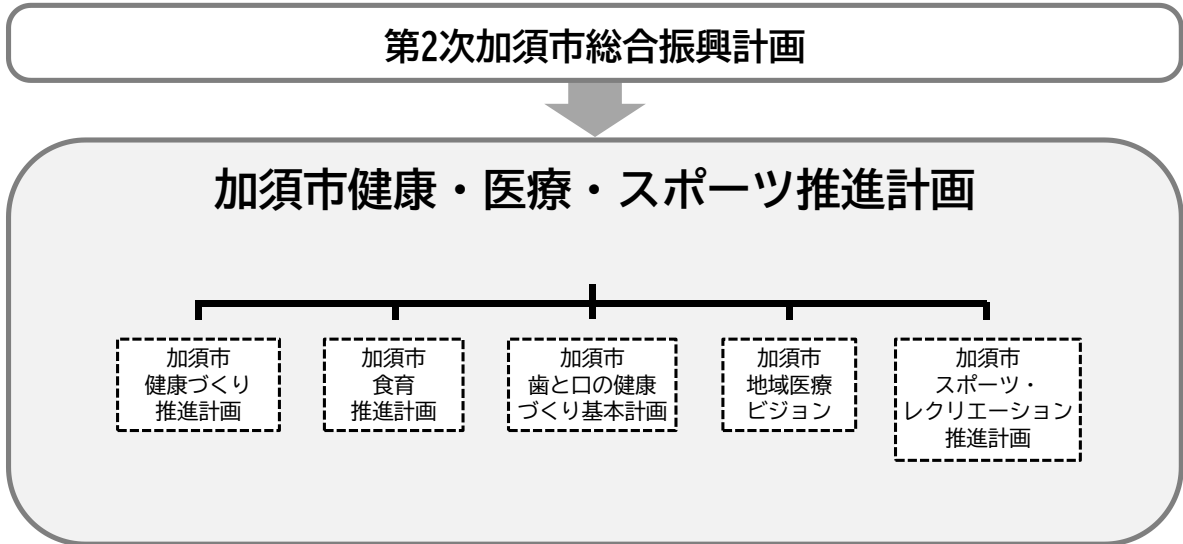 第2次加須市総合振興計画
加須市健康・医療・スポーツ推進計画
加須市
健康づくり
推進計画
加須市
食育
推進計画
加須市
歯と口の健康
づくり基本計画
加須市
地域医療
ビジョン
加須市
スポーツ・
レクリエーション
推進計画